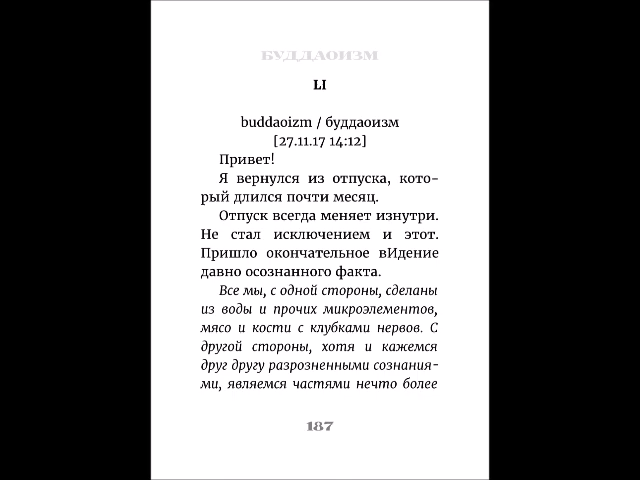 БУДДАОИЗМ
LI
buddaoizm / буддаоизм
[27.11.17 14:12]
Привет!
Я вернулся из отпуска, кото-
рый длился почти месяц.
Отпуск всегда меняет изнутри.
Не стал исключением и этот.
Пришло окончательное вИдение
давно осознанного факта.
Все мы, с одной стороны, сделаны
из воды и прочих микроэлементов,
мясо и кости с клубками нервов. С
другой стороны, хотя и кажемся
друг другу разрозненными сознания-
ми, являемся частями нечто более
187